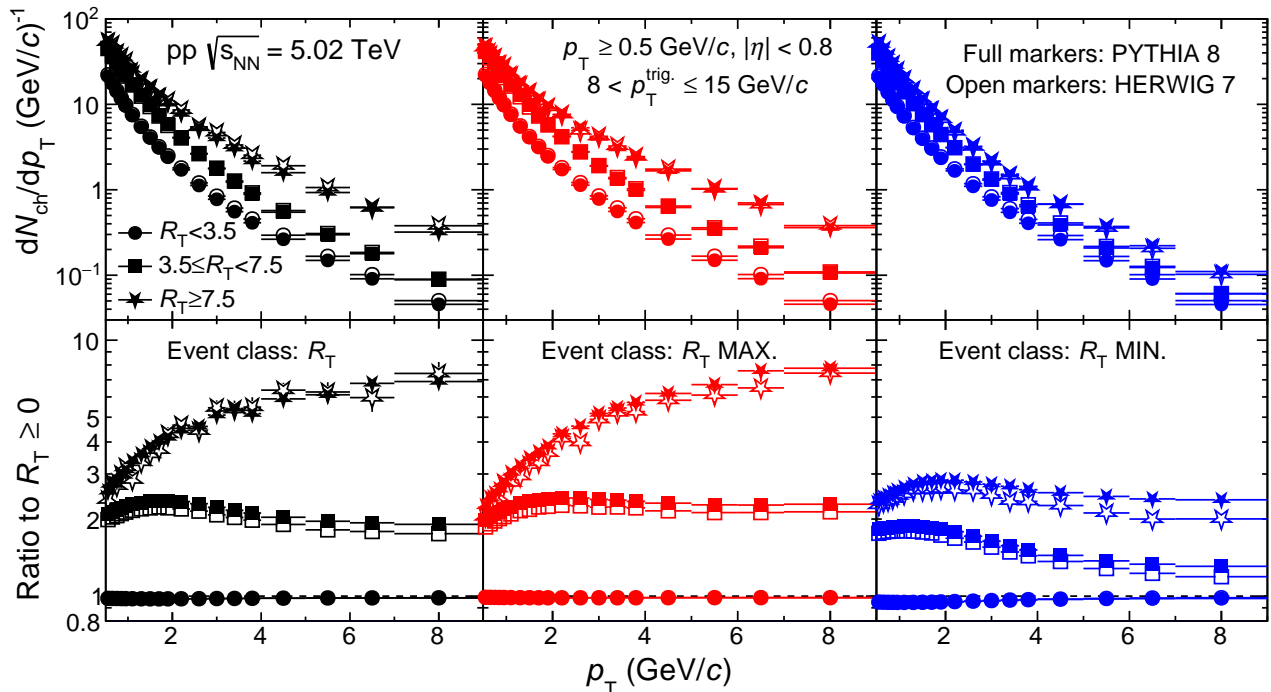 dN_ch/dp_T (GeV/c)^-1
10^2
10
1
10^-1
pp √s_NN = 5.02 TeV
R_T<3.5
3.5≤R_T<7.5
R_T≥7.5
p_T ≥ 0.5 GeV/c, |η| < 0.8
8 < p_T^trig. ≤ 15 GeV/c
Full markers: PYTHIA 8
Open markers: HERWIG 7
Ratio to R_T ≥ 0
10
5
4
3
2
1
0.8
Event class: R_T
Event class: R_T MAX.
Event class: R_T MIN.
2 4 6 8 2 4 6 8 2 4 6 8
p_T (GeV/c)